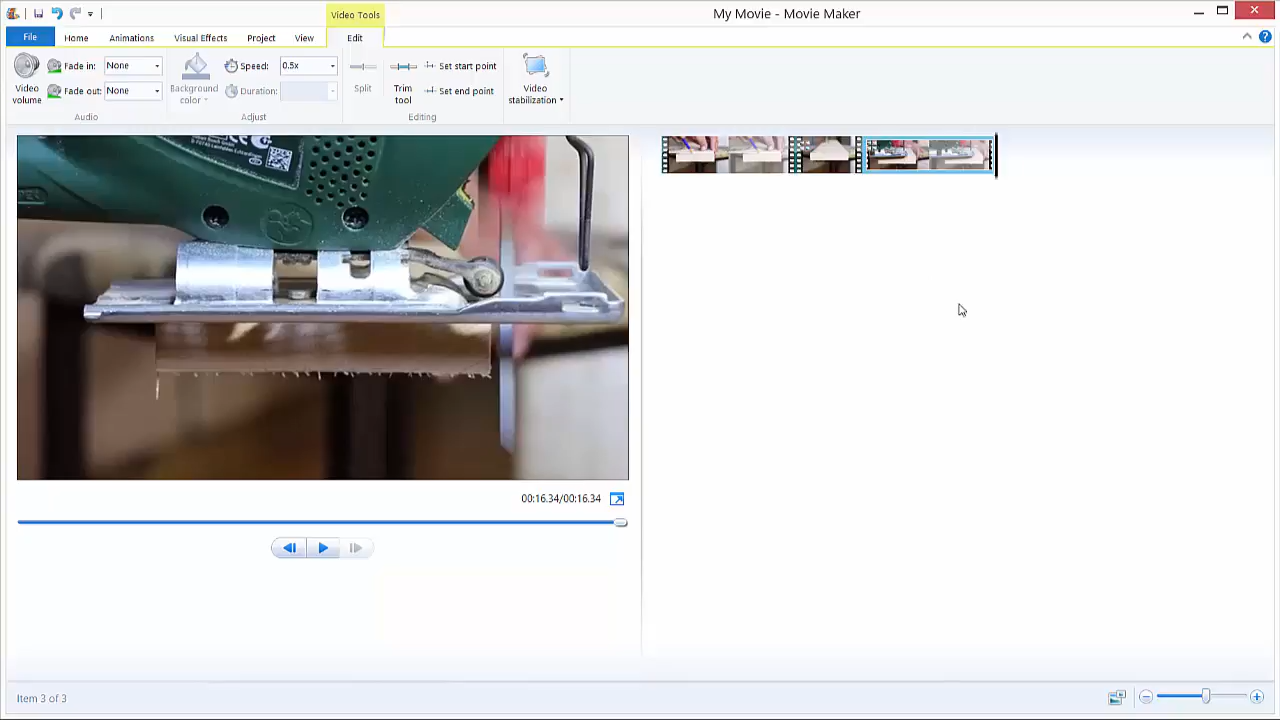 Video Tools
My Movie - Movie Maker
File
Home
Animations
Visual Effects
Project
View
Edit
Video volume
Fade in: None
Fade out: None
Audio
Background color
Speed: 0.5x
Duration:
Adjust
Split
Trim tool
Set start point
Set end point
Editing
Video stabilization
00:16.34/00:16.34
Item 3 of 3